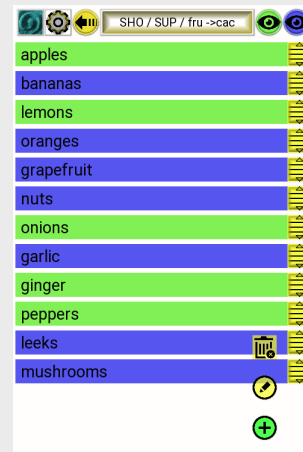 SHO / SUP / fru ->cac
apples
bananas
lemons
oranges
grapefruit
nuts
onions
garlic
ginger
peppers
leeks
mushrooms